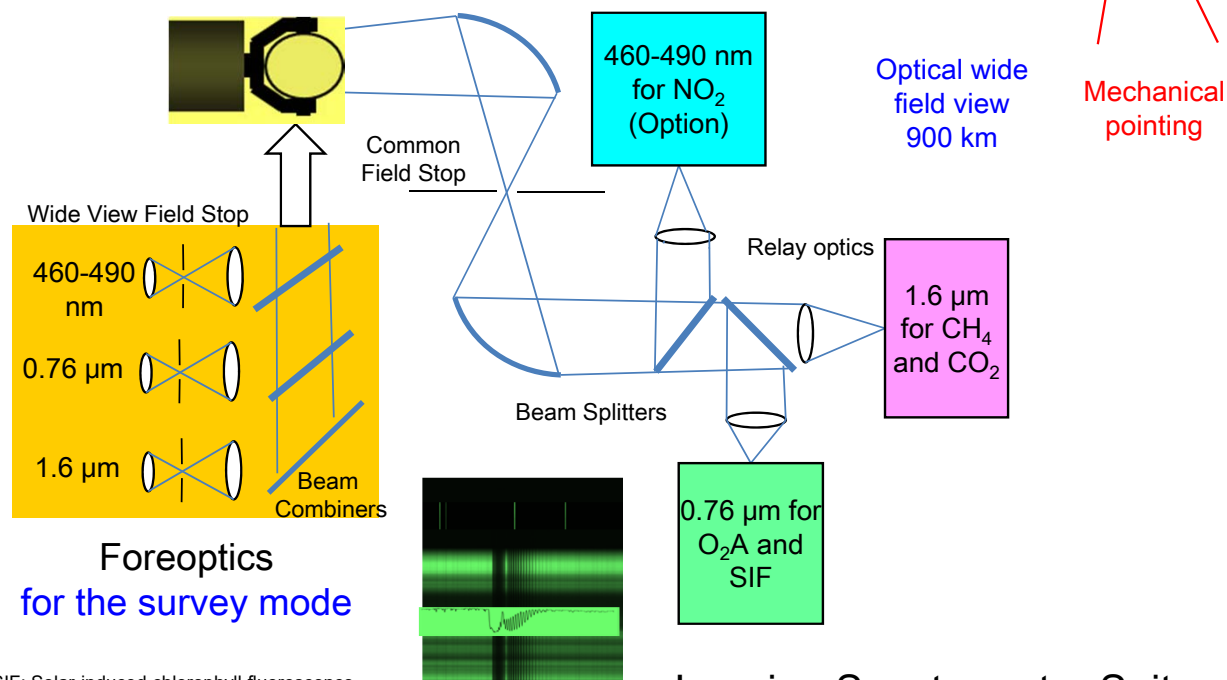 460-490 nm
for NO₂
(Option)
Optical wide
field view
900 km
Mechanical
pointing
Common
Field Stop
Wide View Field Stop
460-490
nm
0.76 µm
1.6 µm
Beam
Combiners
Relay optics
1.6 µm
for CH₄
and CO₂
Beam Splitters
0.76 µm for
O₂A and
SIF
Foreoptics
for the survey mode